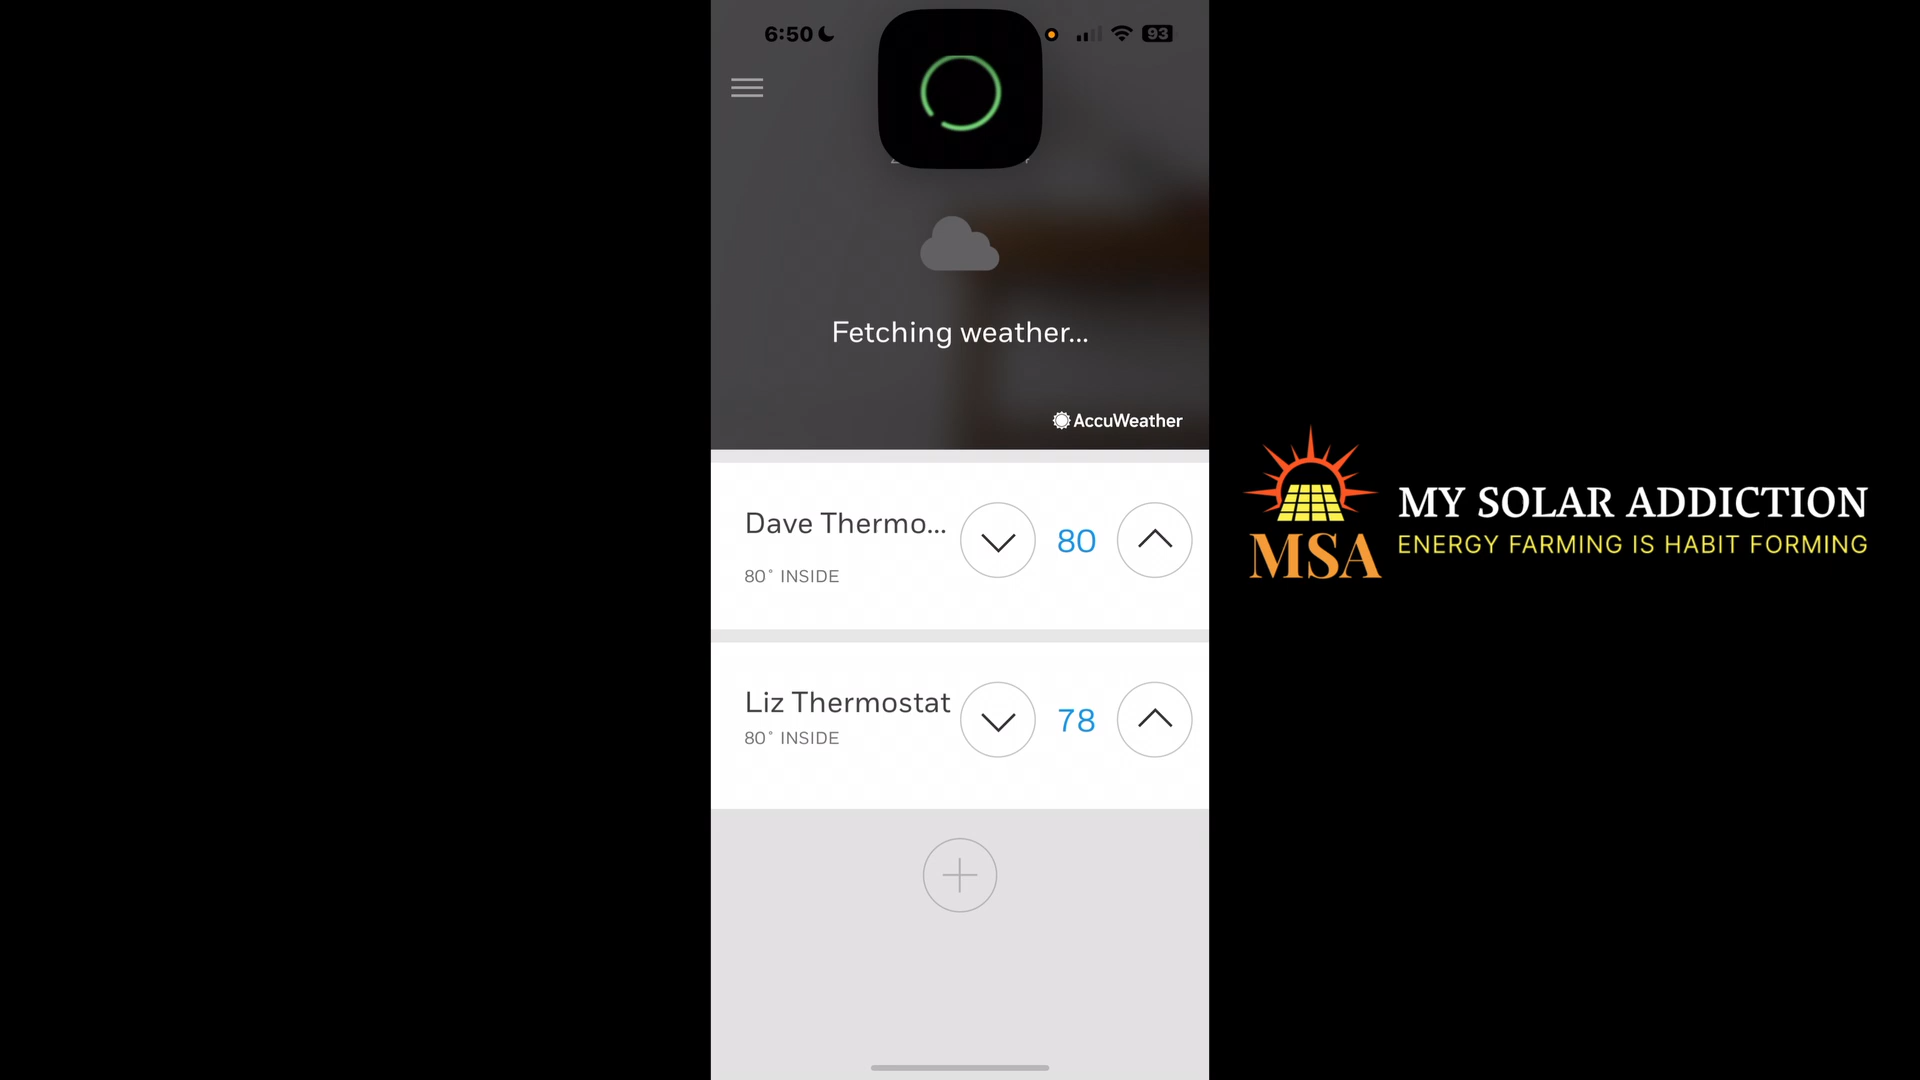 6:50
93
Fetching weather...
AccuWeather
Dave Thermo...
80
80° INSIDE
Liz Thermostat
78
80° INSIDE
MY SOLAR ADDICTION
MSA
ENERGY FARMING IS HABIT FORMING